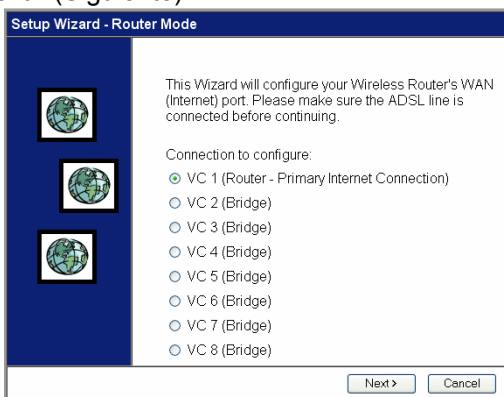 Setup Wizard - Router Mode
This Wizard will configure your Wireless Router's WAN
(Internet) port. Please make sure the ADSL line is
connected before continuing.
Connection to configure:
VC 1 (Router - Primary Internet Connection)
VC 2 (Bridge)
VC 3 (Bridge)
VC 4 (Bridge)
VC 5 (Bridge)
VC 6 (Bridge)
VC 7 (Bridge)
VC 8 (Bridge)
Next >
Cancel